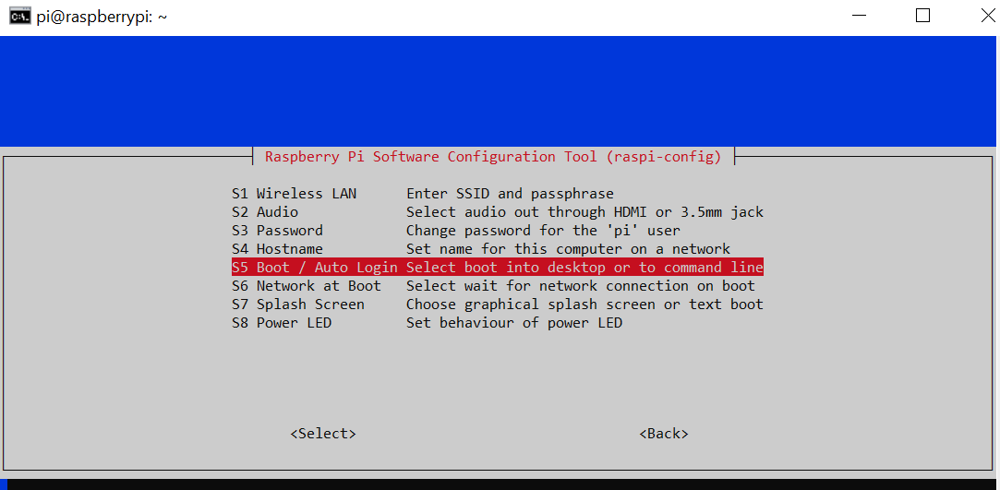 pi@raspberrypi: ~
Raspberry Pi Software Configuration Tool (raspi-config)
S1 Wireless LAN Enter SSID and passphrase
S2 Audio Select audio out through HDMI or 3.5mm jack
S3 Password Change password for the 'pi' user
S4 Hostname Set name for this computer on a network
S5 Boot / Auto Login Select boot into desktop or to command line
S6 Network at Boot Select wait for network connection on boot
S7 Splash Screen Choose graphical splash screen or text boot
S8 Power LED Set behaviour of power LED
<Select> <Back>